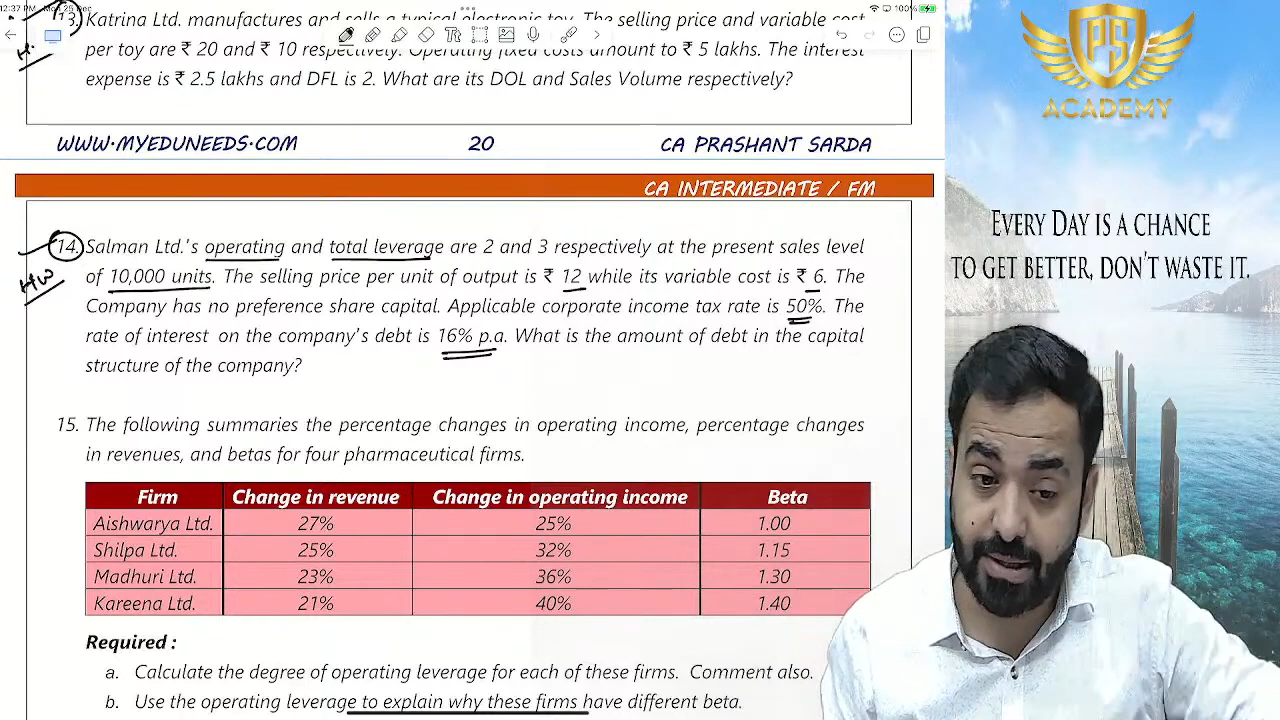 12:37 PM Mon 25 Dec
100%
13. Katrina Ltd. manufactures and sells a typical electronic toy. The selling price and variable cost
per toy are ₹ 20 and ₹ 10 respectively. Operating fixed costs amount to ₹ 5 lakhs. The interest
expense is ₹ 2.5 lakhs and DFL is 2. What are its DOL and Sales Volume respectively?
WWW.MYEDUNEEDS.COM 20 CA PRASHANT SARDA
CA INTERMEDIATE / FM
14. Salman Ltd.'s operating and total leverage are 2 and 3 respectively at the present sales level
HW
of 10,000 units. The selling price per unit of output is ₹ 12 while its variable cost is ₹ 6. The
Company has no preference share capital. Applicable corporate income tax rate is 50%. The
rate of interest on the company's debt is 16% p.a. What is the amount of debt in the capital
structure of the company?
15. The following summaries the percentage changes in operating income, percentage changes
in revenues, and betas for four pharmaceutical firms.
Firm Change in revenue Change in operating income Beta
Aishwarya Ltd. 27% 25% 1.00
Shilpa Ltd. 25% 32% 1.15
Madhuri Ltd. 23% 36% 1.30
Kareena Ltd. 21% 40% 1.40
Required :
a. Calculate the degree of operating leverage for each of these firms. Comment also.
b. Use the operating leverage to explain why these firms have different beta.
PS
ACADEMY
EVERY DAY IS A CHANCE
TO GET BETTER, DON'T WASTE IT.